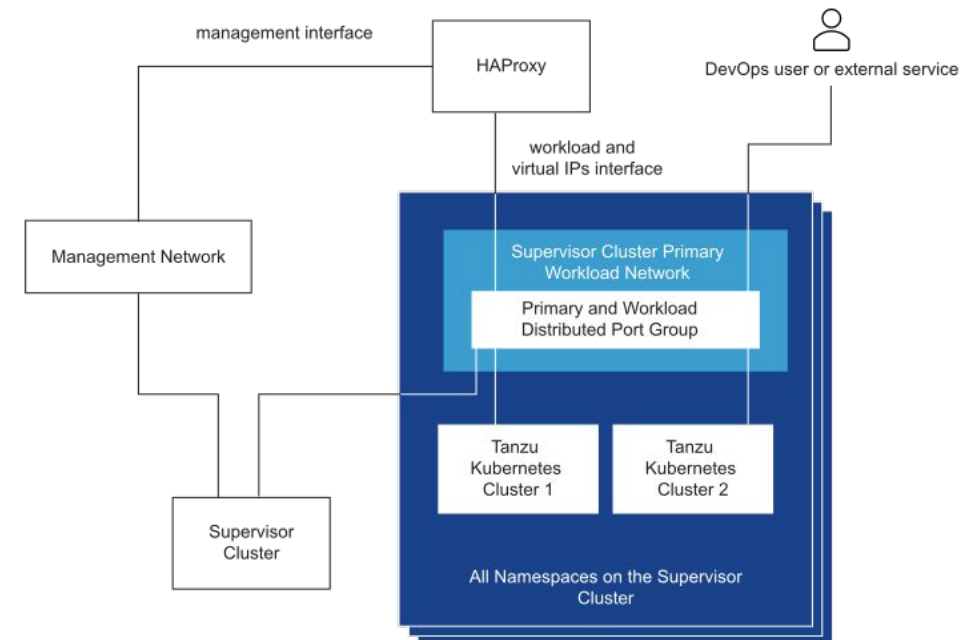 management interface
HAProxy
DevOps user or external service
workload and
virtual IPs interface
Management Network
Supervisor Cluster Primary
Workload Network
Primary and Workload
Distributed Port Group
Tanzu
Kubernetes
Cluster 1
Tanzu
Kubernetes
Cluster 2
Supervisor
Cluster
All Namespaces on the Supervisor
Cluster